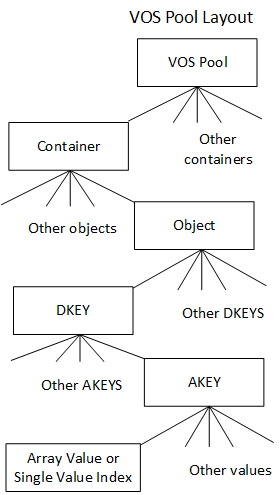 VOS Pool Layout
VOS Pool
Other
containers
Container
Other objects
Object
Other DKEYS
DKEY
Other AKEYS
AKEY
Array Value or
Single Value Index
Other values